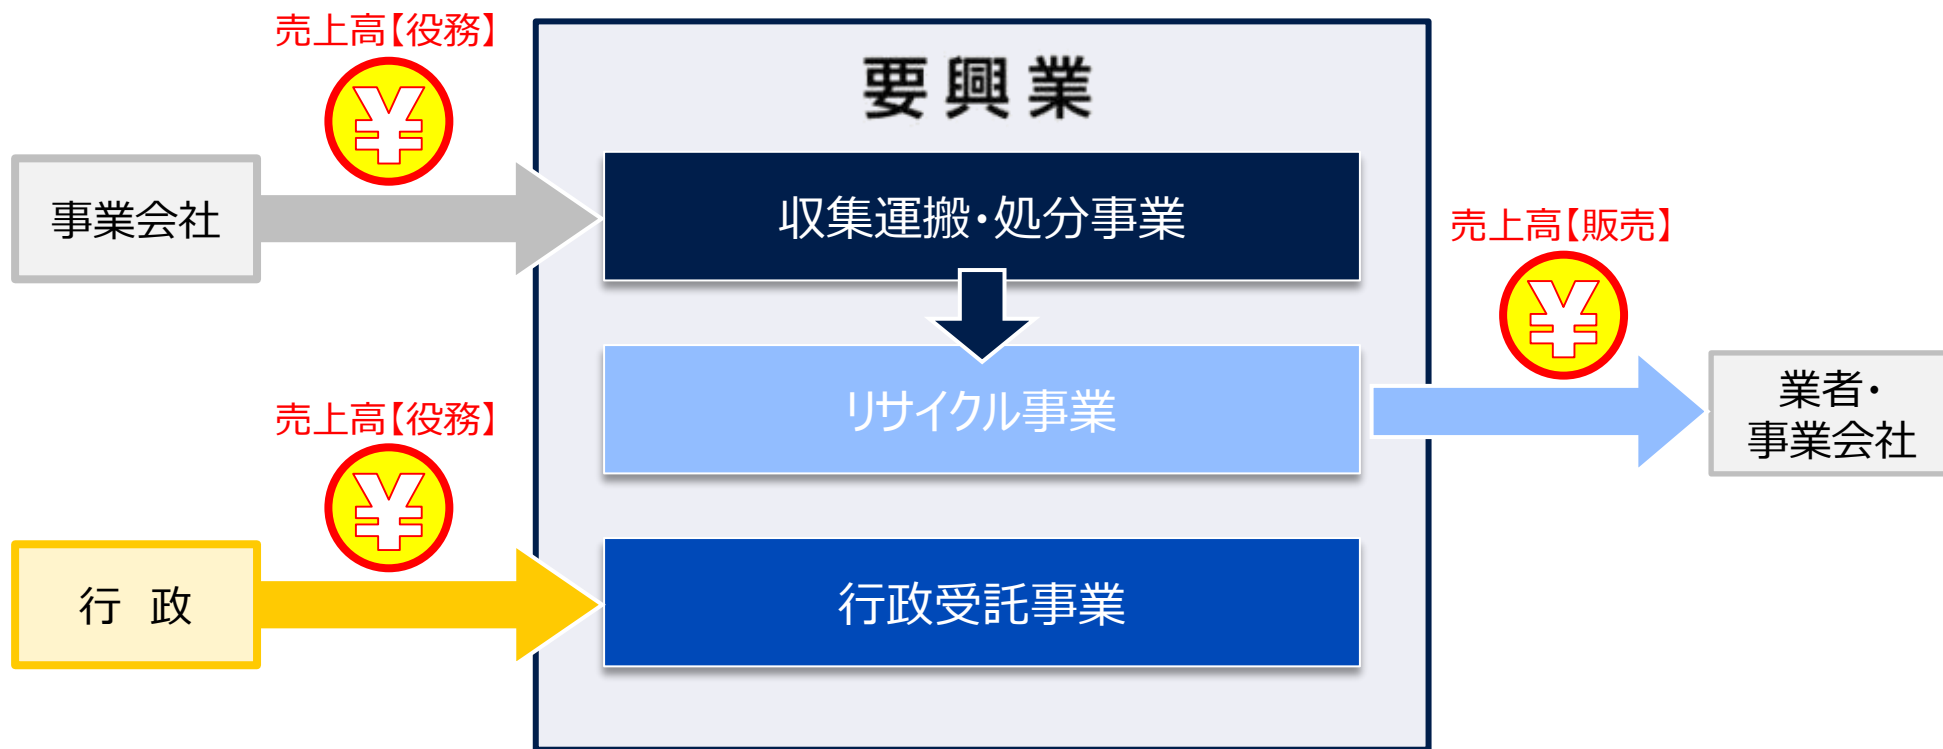 売上高【役務】
要興業
事業会社
収集運搬・処分事業
売上高【販売】
リサイクル事業
業者・
事業会社
売上高【役務】
行 政
行政受託事業